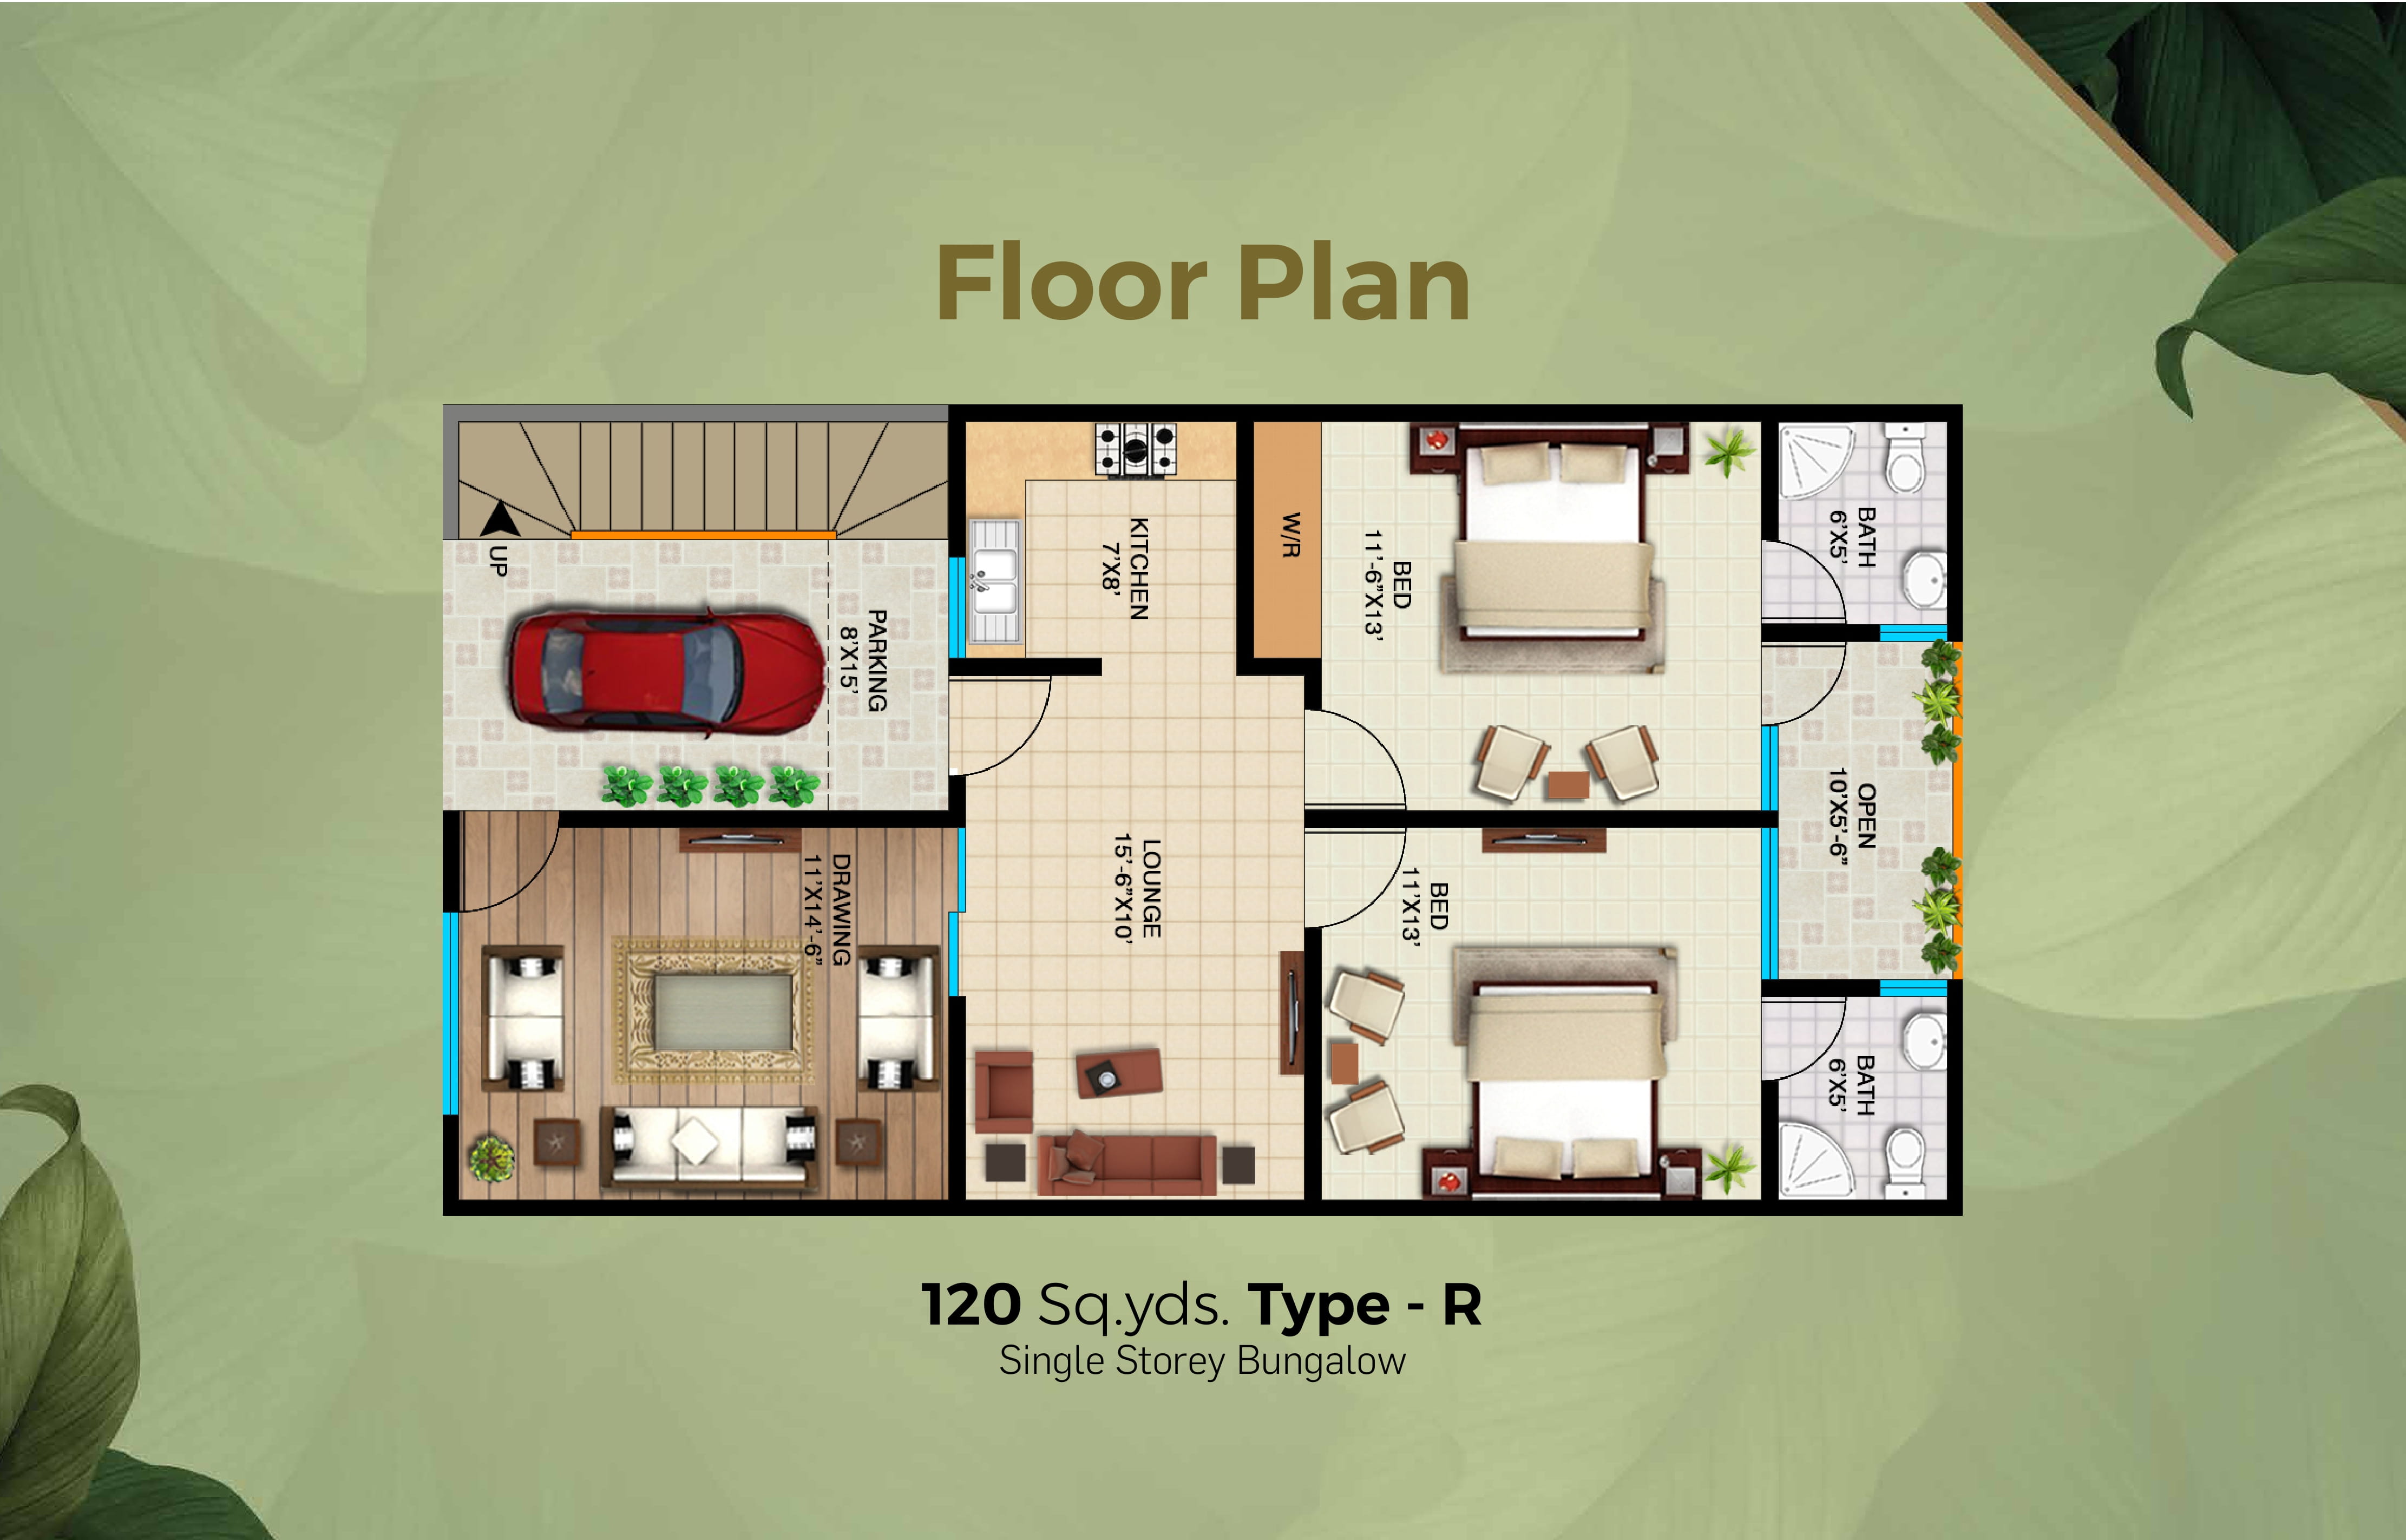 Floor Plan
UP
PARKING
8'X15'
KITCHEN
7'X8'
W/R
BED
11'-6"X13'
BATH
6'X5'
OPEN
10'X5'-6"
DRAWING
11'X14'-6"
LOUNGE
15'-6"X10'
BED
11'X13'
BATH
6'X5'
120 Sq.yds. Type - R
Single Storey Bungalow